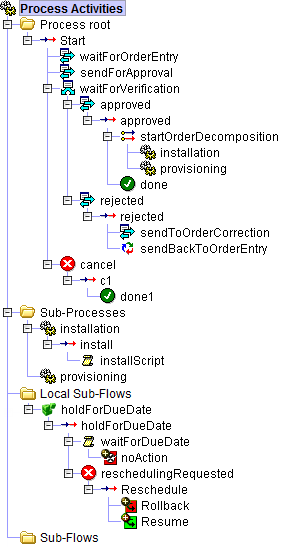 Process Activities
Process root
Start
waitForOrderEntry
sendForApproval
waitForVerification
approved
approved
startOrderDecomposition
installation
provisioning
done
rejected
rejected
sendToOrderCorrection
sendBackToOrderEntry
cancel
c1
done1
Sub-Processes
installation
install
installScript
provisioning
Local Sub-Flows
holdForDueDate
holdForDueDate
waitForDueDate
noAction
reschedulingRequested
Reschedule
Rollback
Resume
Sub-Flows